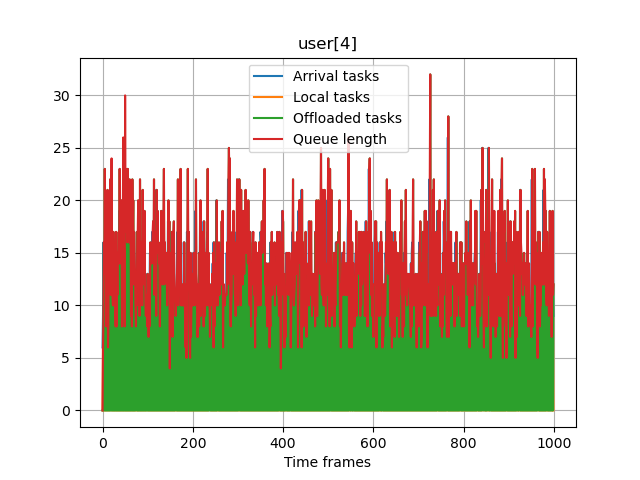 user[4]
Arrival tasks
Local tasks
Offloaded tasks
Queue length
30
25
20
15
10
5
0
0 200 400 600 800 1000
Time frames